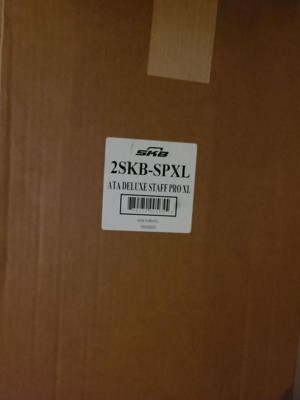 SKB
2SKB-SPXL
ATA DELUXE STAFF PRO XL